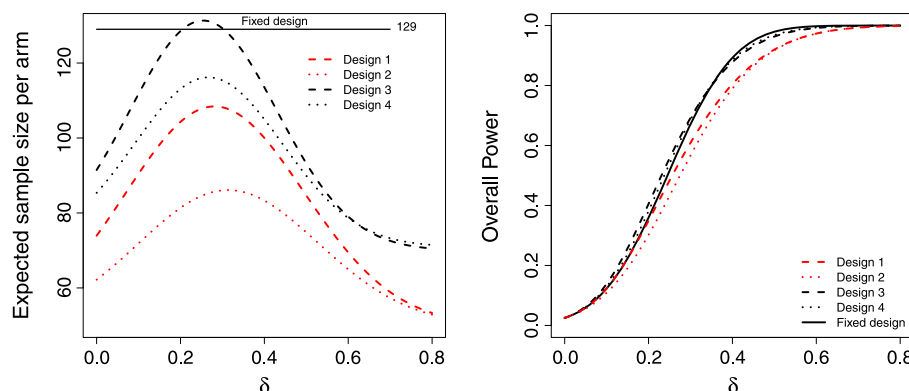 Fixed design
129
Expected sample size per arm
120
100
80
60
Design 1
Design 2
Design 3
Design 4
0.0 0.2 0.4 0.6 0.8
δ
Overall Power
1.0
0.8
0.6
0.4
0.2
0.0
Design 1
Design 2
Design 3
Design 4
Fixed design
0.0 0.2 0.4 0.6 0.8
δ